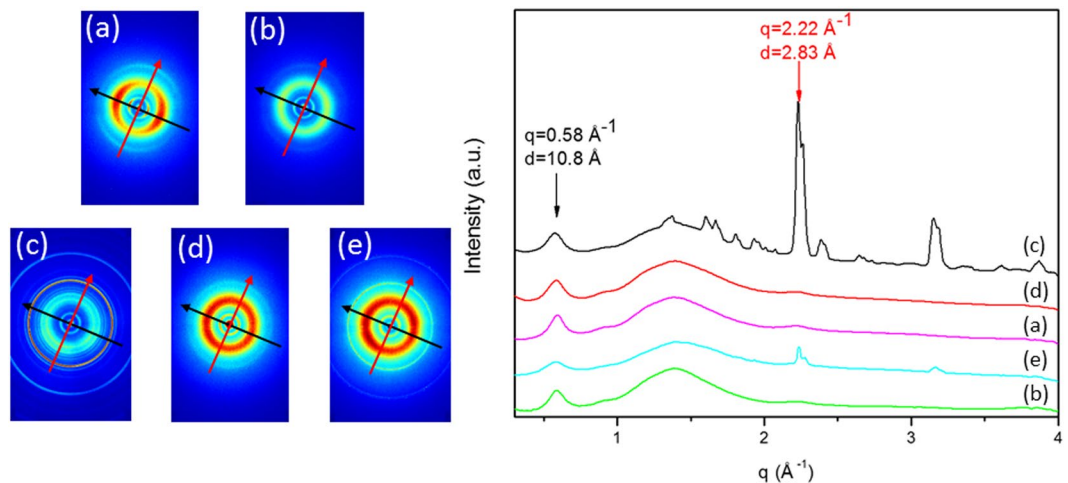 (a)
(b)
(c)
(d)
(e)
q=2.22 Å-1
d=2.83 Å
q=0.58 Å-1
d=10.8 Å
Intensity (a.u.)
(c)
(d)
(a)
(e)
(b)
1
2
3
4
q (Å-1)